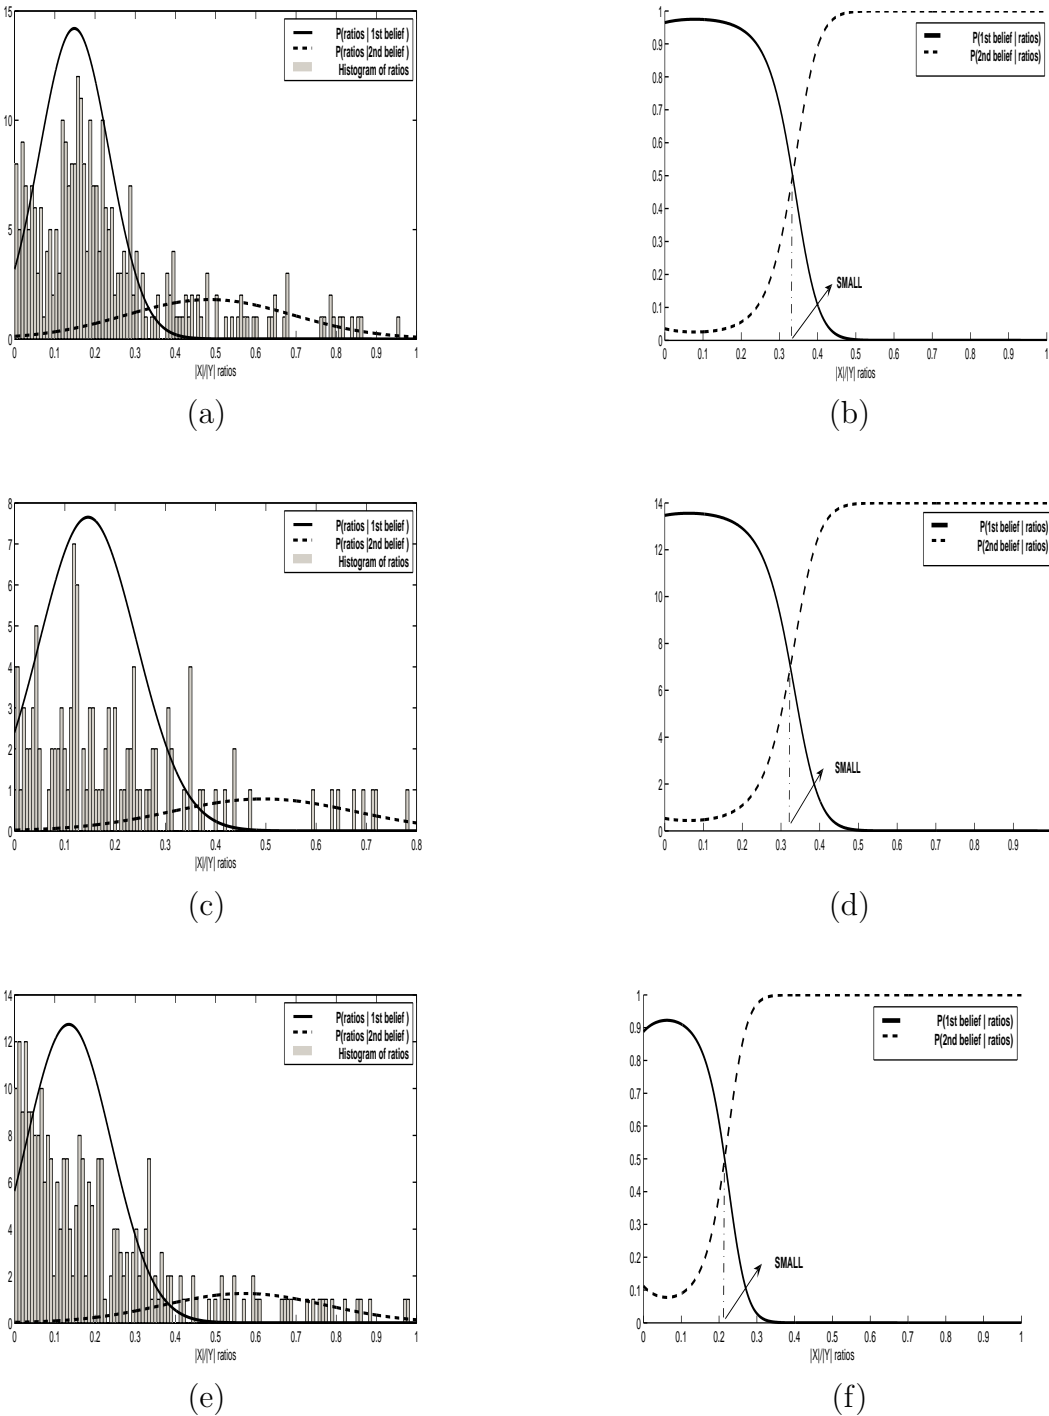 15
10
5
0
0 0.1 0.2 0.3 0.4 0.5 0.6 0.7 0.8 0.9 1
|X|/|Y| ratios
P(ratios | 1st belief )
P(ratios |2nd belief )
Histogram of ratios
(a)
1
0.9
0.8
0.7
0.6
0.5
0.4
0.3
0.2
0.1
0
0 0.1 0.2 0.3 0.4 0.5 0.6 0.7 0.8 0.9 1
|X|/|Y| ratios
P(1st belief | ratios)
P(2nd belief | ratios)
SMALL
(b)
8
7
6
5
4
3
2
1
0
0 0.1 0.2 0.3 0.4 0.5 0.6 0.7 0.8
|X|/|Y| ratios
P(ratios | 1st belief )
P(ratios |2nd belief )
Histogram of ratios
(c)
14
12
10
8
6
4
2
0
0 0.1 0.2 0.3 0.4 0.5 0.6 0.7 0.8 0.9
P(1st belief | ratios)
P(2nd belief | ratios)
SMALL
(d)
14
12
10
8
6
4
2
0
0 0.1 0.2 0.3 0.4 0.5 0.6 0.7 0.8 0.9 1
|X|/|Y| ratios
P(ratios | 1st belief )
P(ratios |2nd belief )
Histogram of ratios
(e)
1
0.9
0.8
0.7
0.6
0.5
0.4
0.3
0.2
0.1
0
0 0.1 0.2 0.3 0.4 0.5 0.6 0.7 0.8 0.9 1
|X|/|Y| ratios
P(1st belief | ratios)
P(2nd belief | ratios)
SMALL
(f)